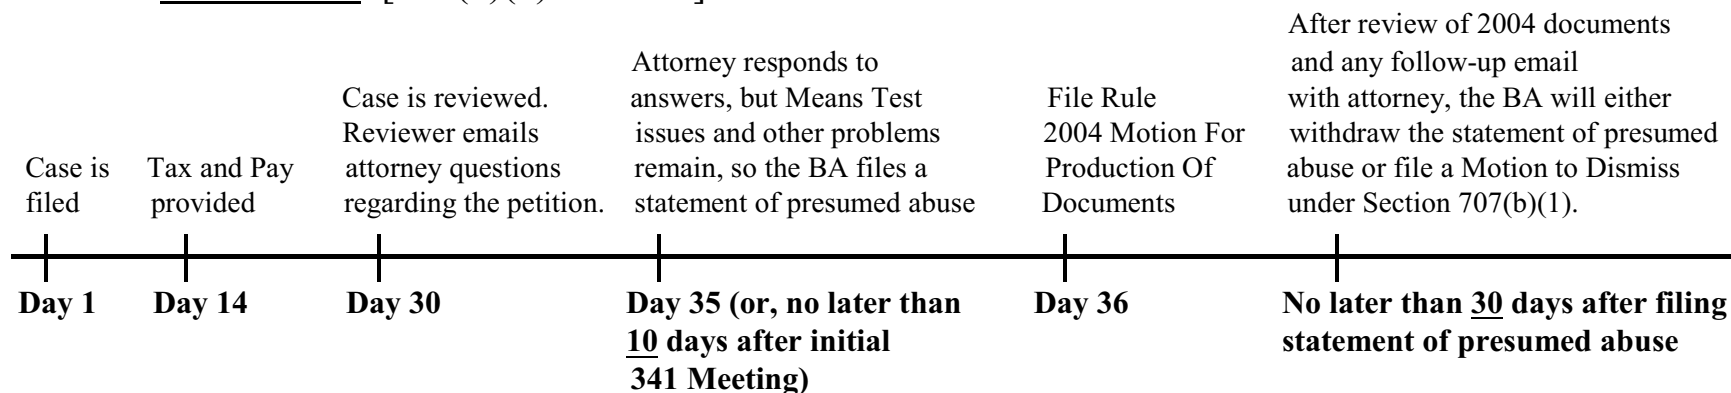 Case is
filed
Tax and Pay
provided
Case is reviewed.
Reviewer emails
attorney questions
regarding the petition.
Attorney responds to
answers, but Means Test
issues and other problems
remain, so the BA files a
statement of presumed abuse
File Rule
2004 Motion For
Production Of
Documents
After review of 2004 documents
and any follow-up email
with attorney, the BA will either
withdraw the statement of presumed
abuse or file a Motion to Dismiss
under Section 707(b)(1).
Day 1
Day 14
Day 30
Day 35 (or, no later than
10 days after initial
341 Meeting)
Day 36
No later than 30 days after filing
statement of presumed abuse